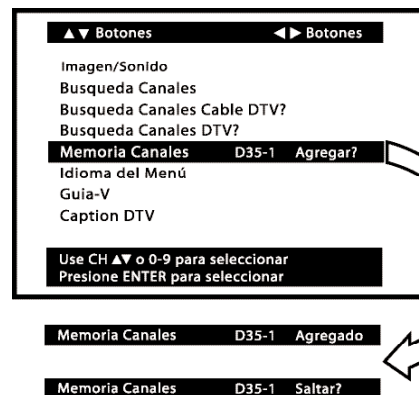 ▲▼ Botones ◀▶ Botones
Imagen/Sonido
Busqueda Canales
Busqueda Canales Cable DTV?
Busqueda Canales DTV?
Memoria Canales D35-1 Agregar?
Idioma del Menú
Guia-V
Caption DTV
Use CH ▲▼ o 0-9 para seleccionar
Presione ENTER para seleccionar
Memoria Canales D35-1 Agregado
Memoria Canales D35-1 Saltar?